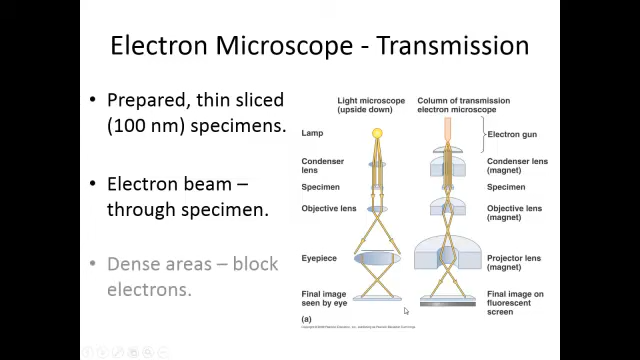 Electron Microscope - Transmission
• Prepared, thin sliced
(100 nm) specimens.
• Electron beam –
through specimen.
• Dense areas – block
electrons.
Light microscope
(upside down)
Lamp
Condenser
lens
Specimen
Objective lens
Eyepiece
Final image
seen by eye
(a)
Column of transmission
electron microscope
Electron gun
Condenser lens
(magnet)
Specimen
Objective lens
(magnet)
Projector lens
(magnet)
Final image on
fluorescent
screen